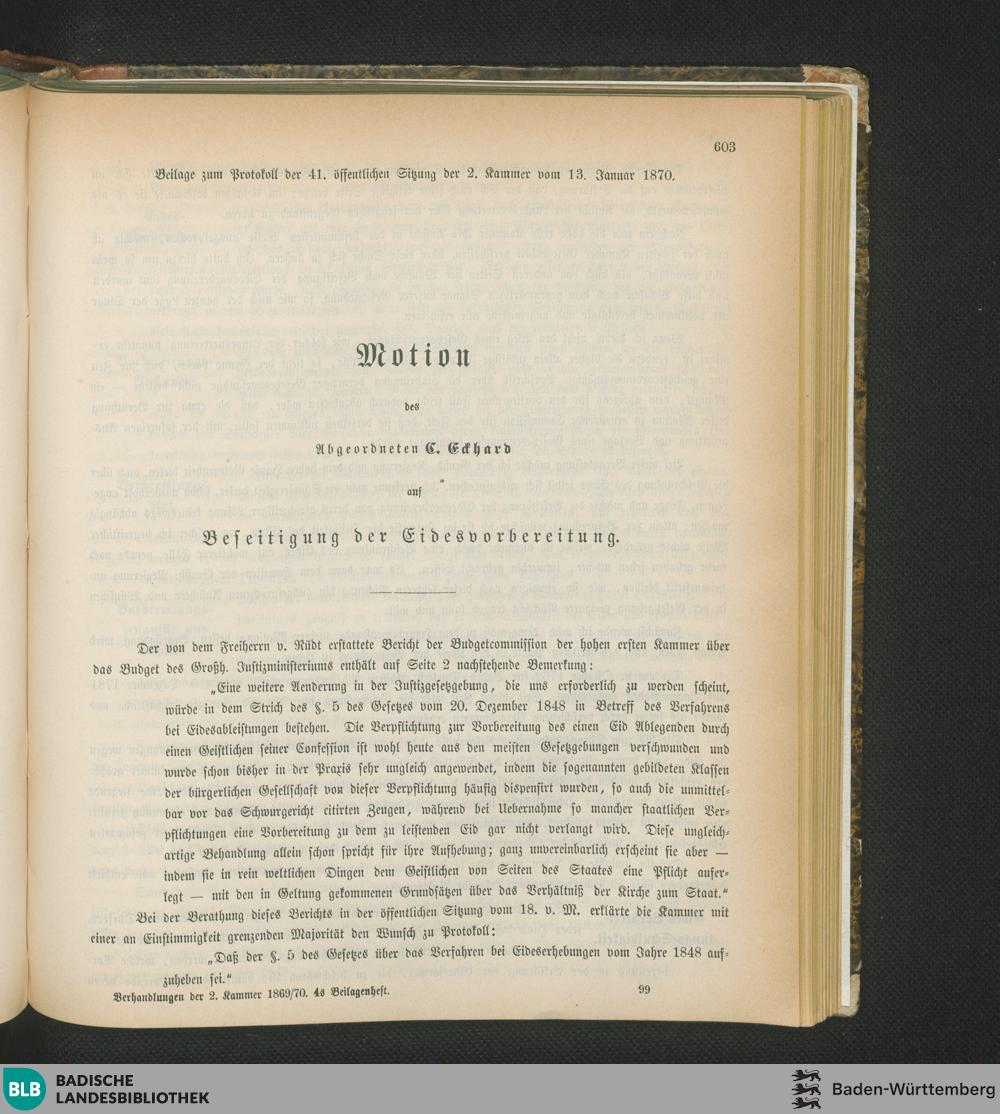 603
Beilage zum Protokoll der 41. öffentlichen Sitzung der 2. Kammer vom 13. Januar 1870.
Motion
des
Abgeordneten C. Eckhard
auf
Beseitigung der Eidesvorbereitung.
Der von dem Freiherrn v. Rüdt erstattete Bericht der Budgetcommission der hohen ersten Kammer über
das Budget des Großh. Justizministeriums enthält auf Seite 2 nachstehende Bemerkung:
„Eine weitere Aenderung in der Justizgesetzgebung, die uns erforderlich zu werden scheint,
würde in dem Strich des §. 5 des Gesetzes vom 20. Dezember 1848 in Betreff des Verfahrens
bei Eidesableistungen bestehen. Die Verpflichtung zur Vorbereitung des einen Eid Ablegenden durch
einen Geistlichen seiner Confession ist wohl heute aus den meisten Gesetzgebungen verschwunden und
wurde schon bisher in der Praxis sehr ungleich angewendet, indem die sogenannten gebildeten Klassen
der bürgerlichen Gesellschaft von dieser Verpflichtung häufig dispensirt wurden, so auch die unmittel-
bar vor das Schwurgericht citirten Zeugen, während bei Uebernahme so mancher staatlichen Ver-
pflichtungen eine Vorbereitung zu dem zu leistenden Eid gar nicht verlangt wird. Diese ungleich-
artige Behandlung allein schon spricht für ihre Aufhebung; ganz unvereinbarlich erscheint sie aber —
indem sie in rein weltlichen Dingen dem Geistlichen von Seiten des Staates eine Pflicht aufer-
legt — mit den in Geltung gekommenen Grundsätzen über das Verhältniß der Kirche zum Staat.“
Bei der Berathung dieses Berichts in der öffentlichen Sitzung vom 18. v. M. erklärte die Kammer mit
einer an Einstimmigkeit grenzenden Majorität den Wunsch zu Protokoll:
„Daß der §. 5 des Gesetzes über das Verfahren bei Eideserhebungen vom Jahre 1848 auf-
zuheben sei.“
Verhandlungen der 2. Kammer 1869/70. 4s Beilagenheft.
99
BLB
BADISCHE
LANDESBIBLIOTHEK
Baden-Württemberg